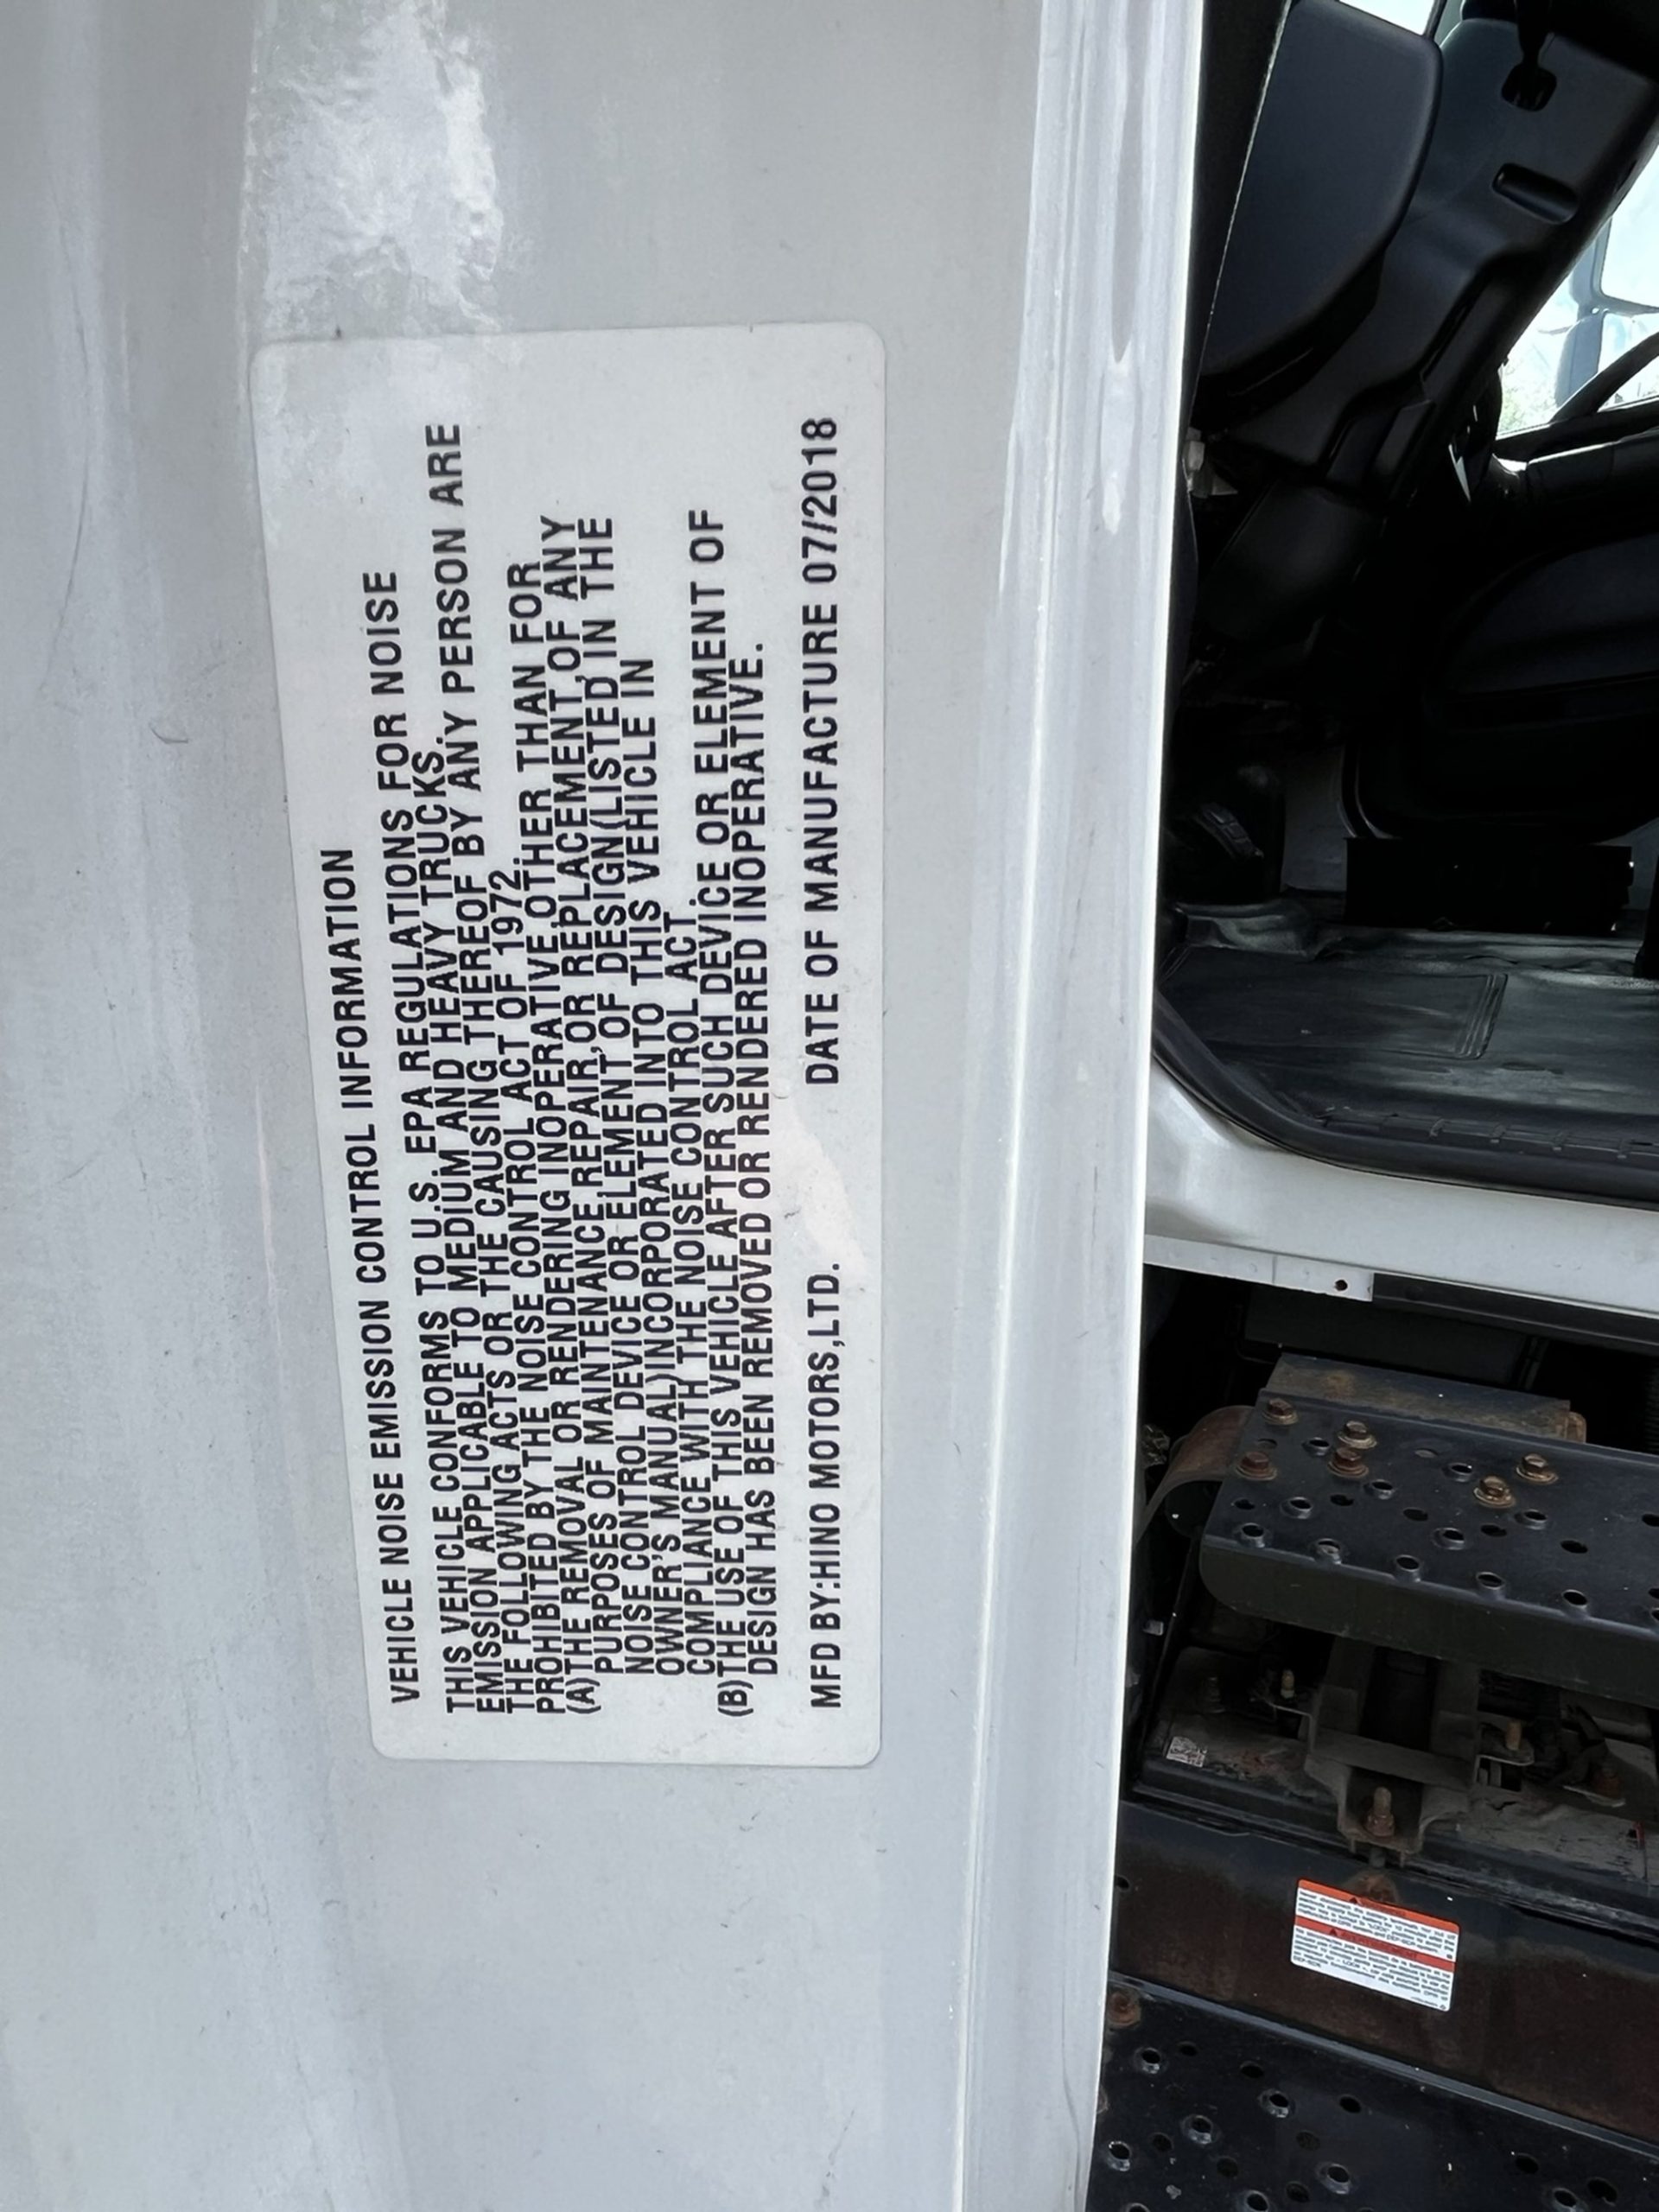 VEHICLE NOISE EMISSION CONTROL INFORMATION
THIS VEHICLE CONFORMS TO U.S. EPA REGULATIONS FOR NOISE
EMISSION APPLICABLE TO MEDIUM AND HEAVY TRUCKS.
THE FOLLOWING ACTS OR THE CAUSING THEREOF BY ANY PERSON ARE
PROHIBITED BY THE NOISE CONTROL ACT OF 1972.
(A)THE REMOVAL OR RENDERING INOPERATIVE,OTHER THAN FOR
PURPOSES OF MAINTENANCE,REPAIR,OR REPLACEMENT,OF ANY
NOISE CONTROL DEVICE OR ELEMENT OF DESIGN(LISTED IN THE
OWNER'S MANUAL)INCORPORATED INTO THIS VEHICLE IN
COMPLIANCE WITH THE NOISE CONTROL ACT.
(B)THE USE OF THIS VEHICLE AFTER SUCH DEVICE OR ELEMENT OF
DESIGN HAS BEEN REMOVED OR RENDERED INOPERATIVE.
MFD BY:HINO MOTORS,LTD. DATE OF MANUFACTURE 07/2018